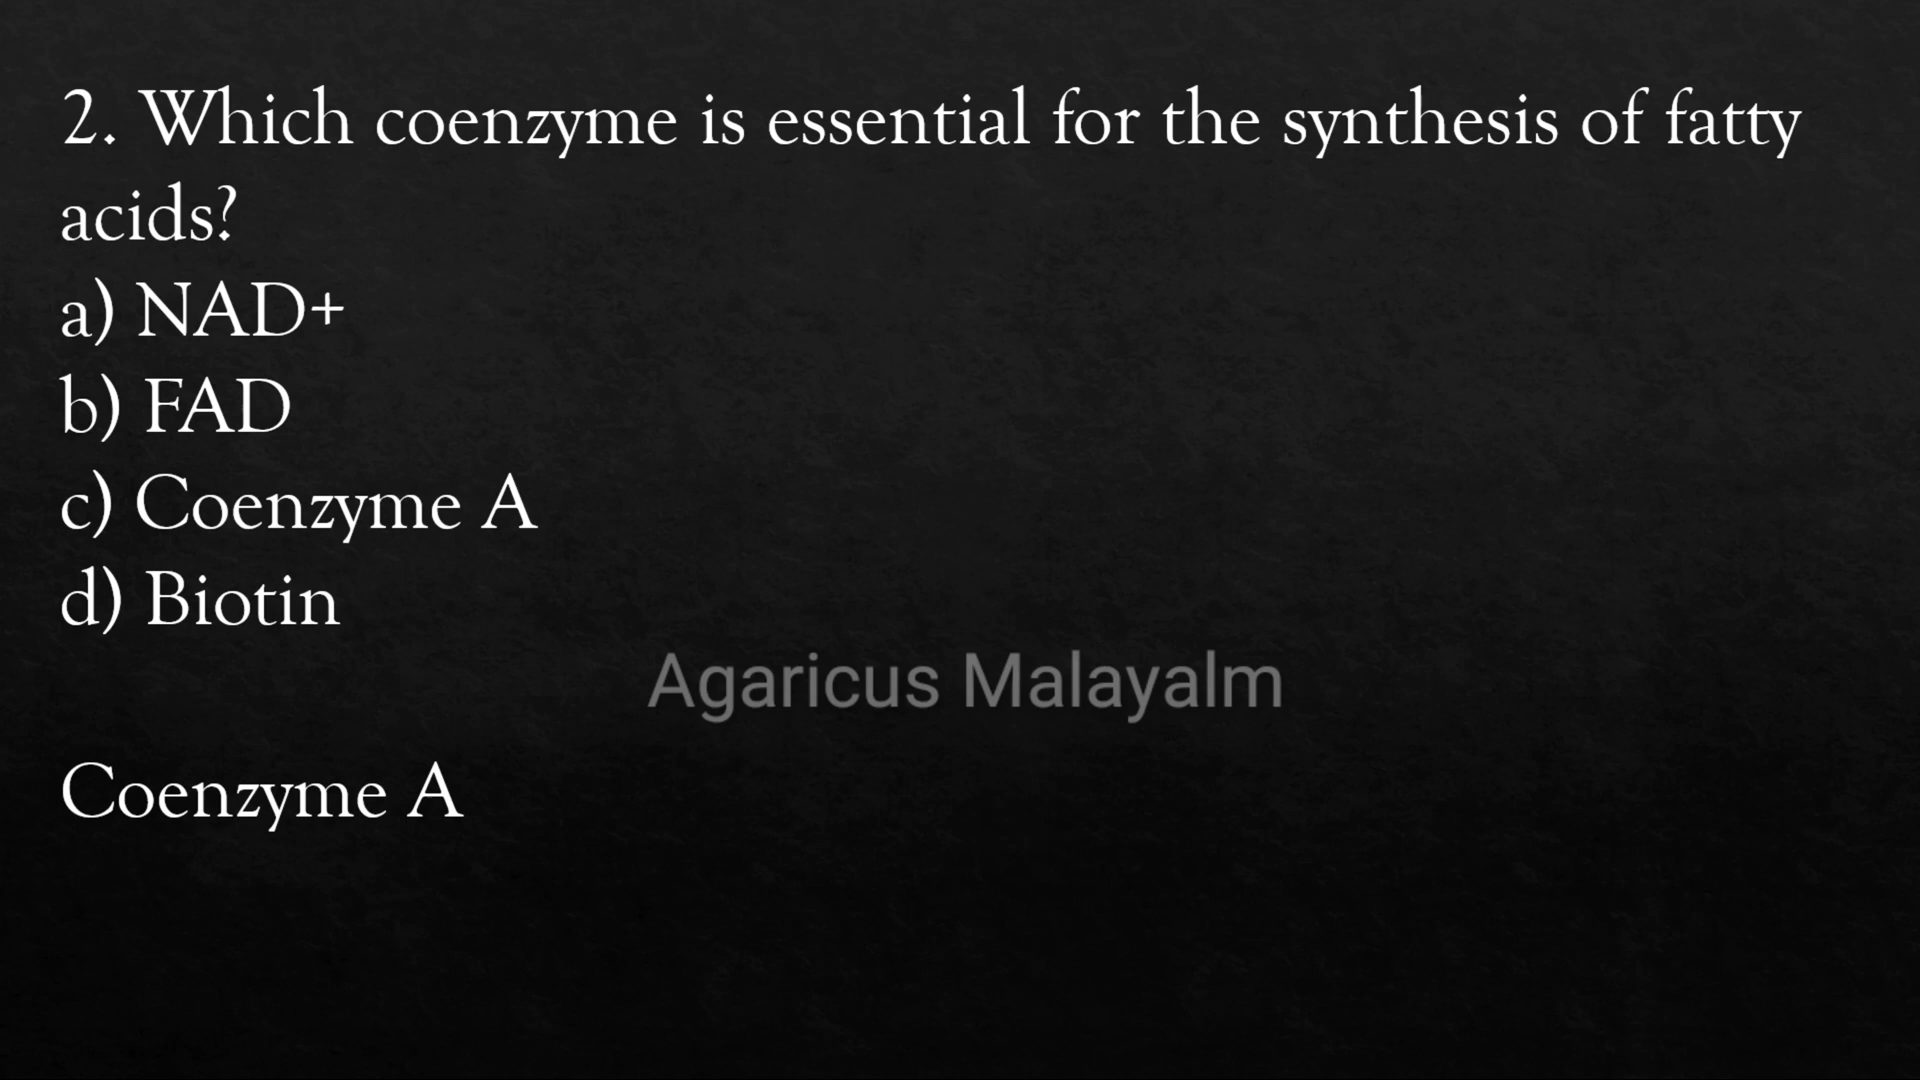 2. Which coenzyme is essential for the synthesis of fatty
acids?
a) NAD+
b) FAD
c) Coenzyme A
d) Biotin
Agaricus Malayalm
Coenzyme A